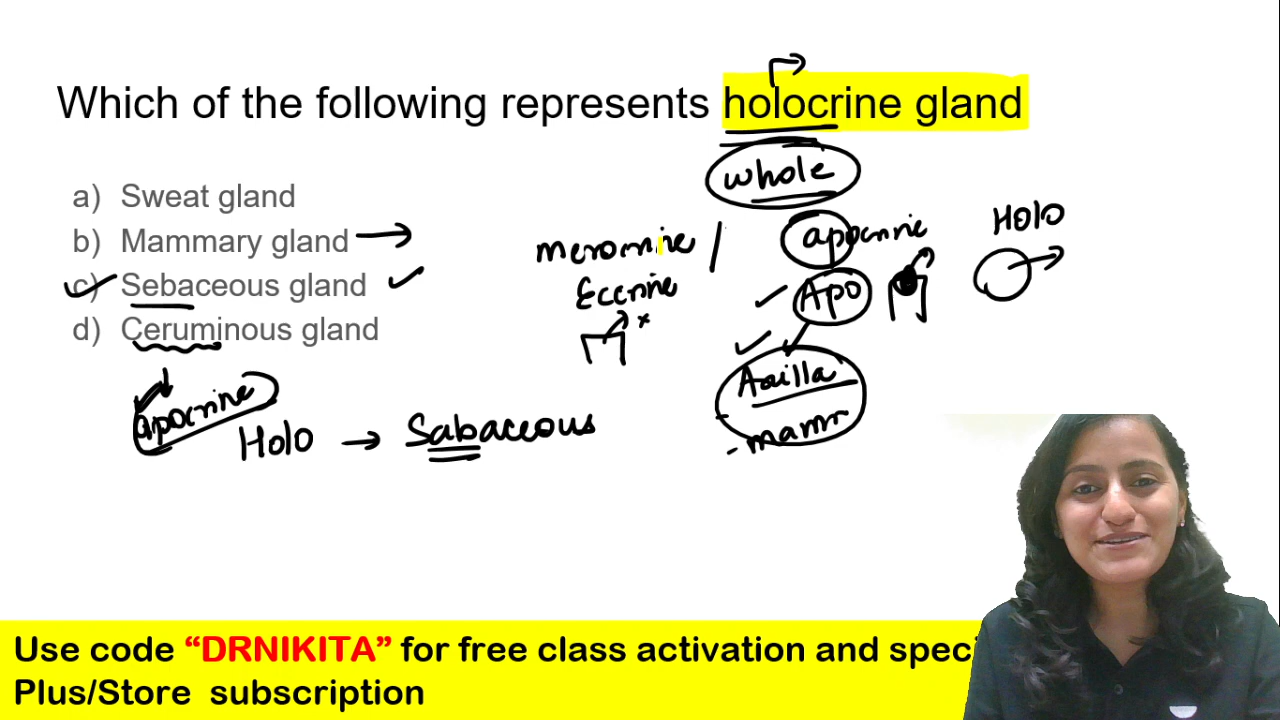 Which of the following represents holocrine gland
whole
a) Sweat gland
b) Mammary gland
c) Sebaceous gland
d) Ceruminous gland
meromine / apocrine
Eccrine
x
Apo
Holo
Axilla
- mamm
apocrine
Holo → Sabaceous
Use code “DRNIKITA” for free class activation and speci
Plus/Store subscription